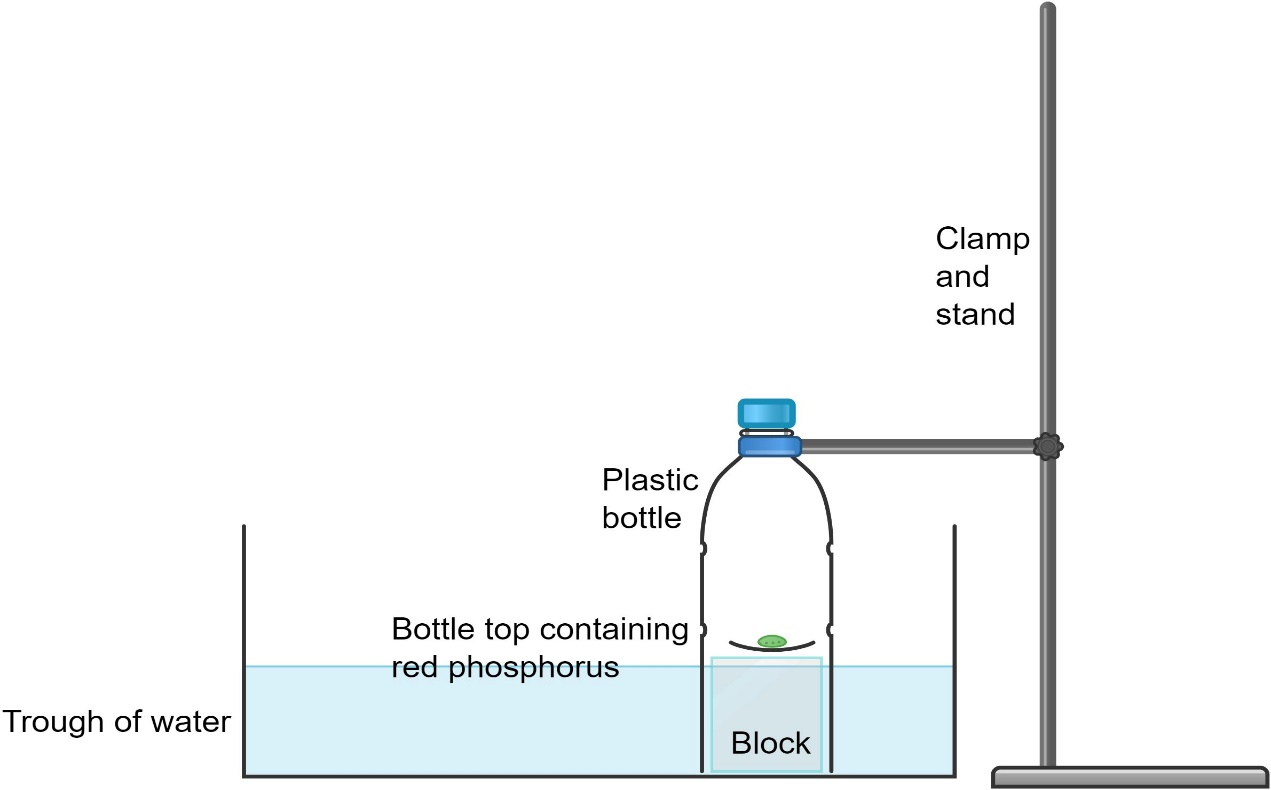 Clamp
and
stand
Plastic
bottle
Bottle top containing
red phosphorus
Trough of water
Block